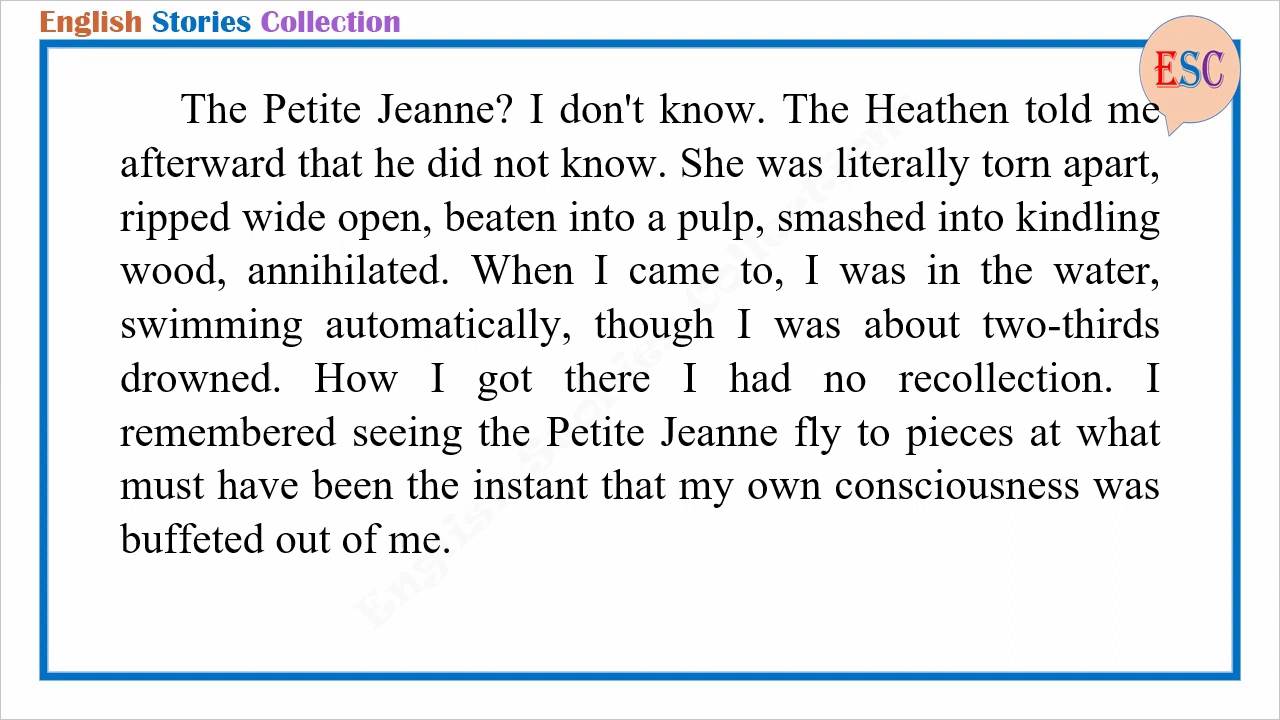 English Stories Collection
ESC
The Petite Jeanne? I don't know. The Heathen told me
afterward that he did not know. She was literally torn apart,
ripped wide open, beaten into a pulp, smashed into kindling
wood, annihilated. When I came to, I was in the water,
swimming automatically, though I was about two-thirds
drowned. How I got there I had no recollection. I
remembered seeing the Petite Jeanne fly to pieces at what
must have been the instant that my own consciousness was
buffeted out of me.